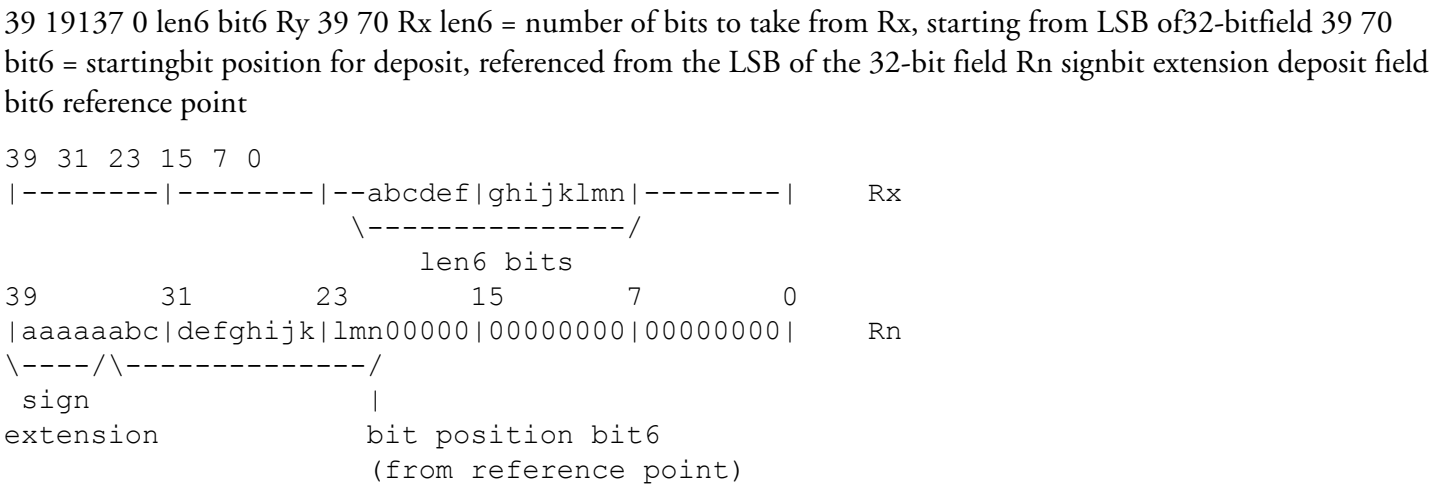 39 19137 0 len6 bit6 Ry 39 70 Rx len6 = number of bits to take from Rx, starting from LSB of32-bitfield 39 70
bit6 = startingbit position for deposit, referenced from the LSB of the 32-bit field Rn signbit extension deposit field
bit6 reference point
39 31 23 15 7 0
|--------|--------|--abcdef|ghijklmn|--------|    Rx
                    \---------------/
                        len6 bits
39       31       23       15       7        0
|aaaaaabc|defghijk|lmn00000|00000000|00000000|    Rn
\----/\--------------/
 sign                |
extension            bit position bit6
                     (from reference point)